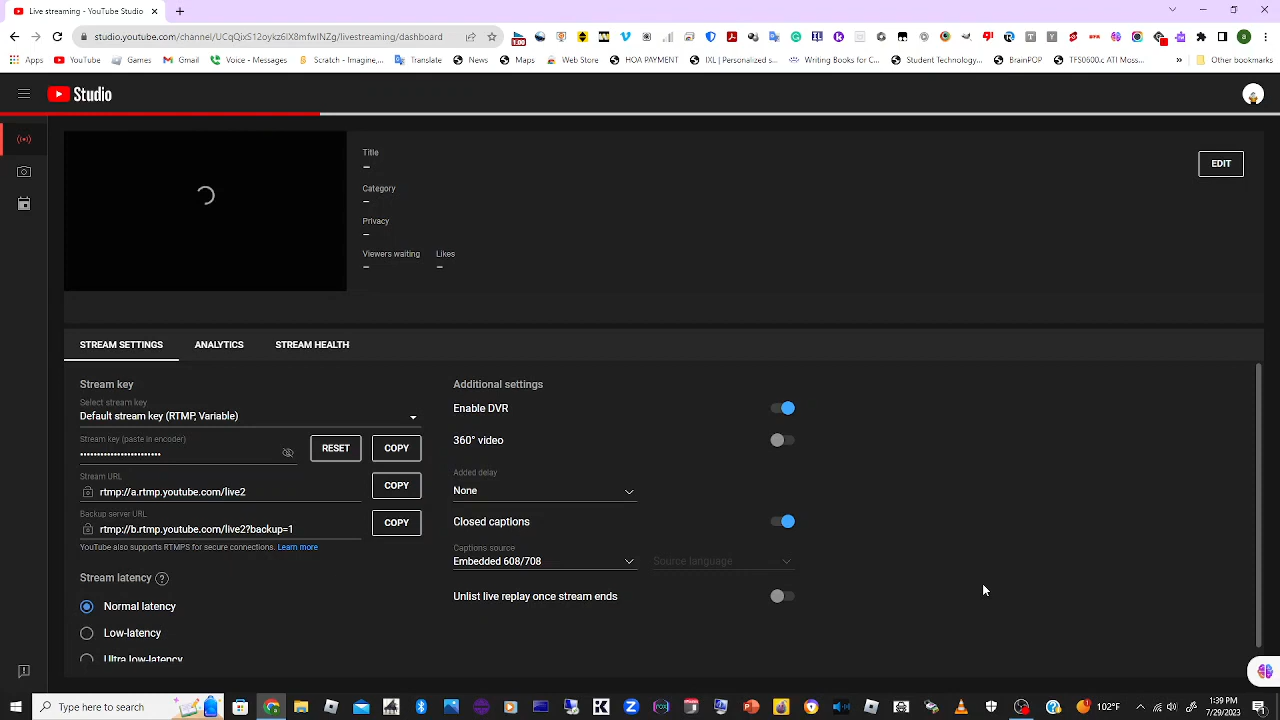 Live streaming - YouTube Studio
studio.youtube.com/channel/UCqQjxS12oykz6IX8mfwiNZg/livestreaming/dashboard
Apps YouTube Games Gmail Voice - Messages Scratch - Imagine,... Translate News Maps Web Store HOA PAYMENT IXL | Personalized s... Writing Books for C... Student Technology... BrainPOP TFS0600.c ATI Moss... » Other bookmarks
Studio
Title
–
EDIT
Category
–
Privacy
–
Viewers waiting Likes
– –
STREAM SETTINGS ANALYTICS STREAM HEALTH
Stream key
Select stream key
Default stream key (RTMP, Variable)
Stream key (paste in encoder)
•••••••••••••••••••••••• RESET COPY
Stream URL
rtmp://a.rtmp.youtube.com/live2 COPY
Backup server URL
rtmp://b.rtmp.youtube.com/live2?backup=1 COPY
YouTube also supports RTMPS for secure connections. Learn more
Stream latency ?
Normal latency
Low-latency
Ultra low-latency
Additional settings
Enable DVR
360° video
Added delay
None
Closed captions
Captions source
Embedded 608/708 Source language
Unlist live replay once stream ends
Type here to search
102°F
1:39 PM
7/29/2023